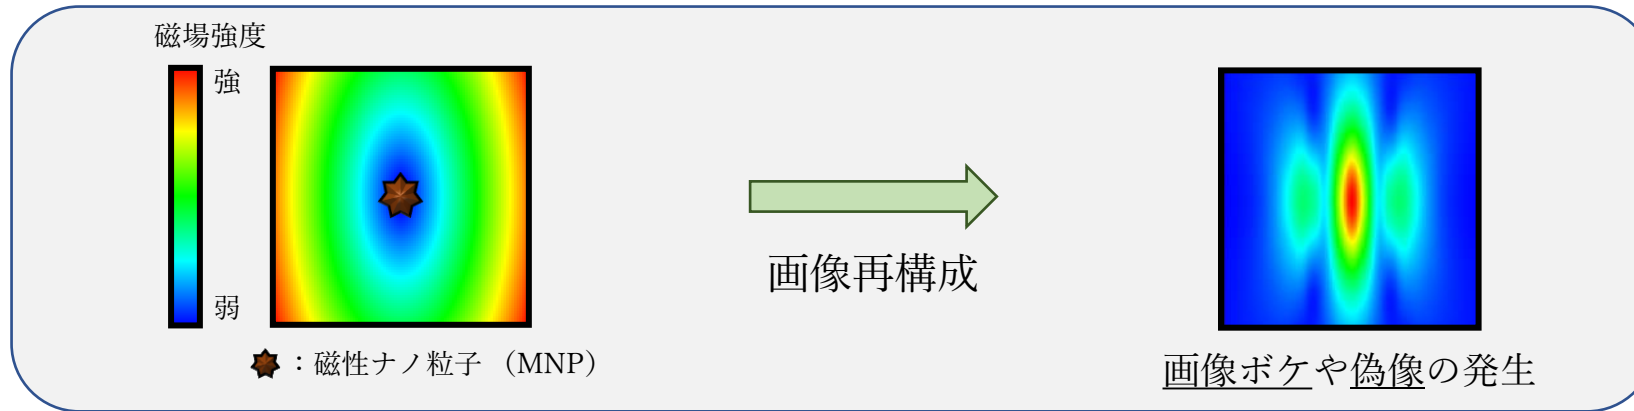 磁場強度
強
弱
：磁性ナノ粒子 （MNP）
画像再構成
画像ボケや偽像の発生